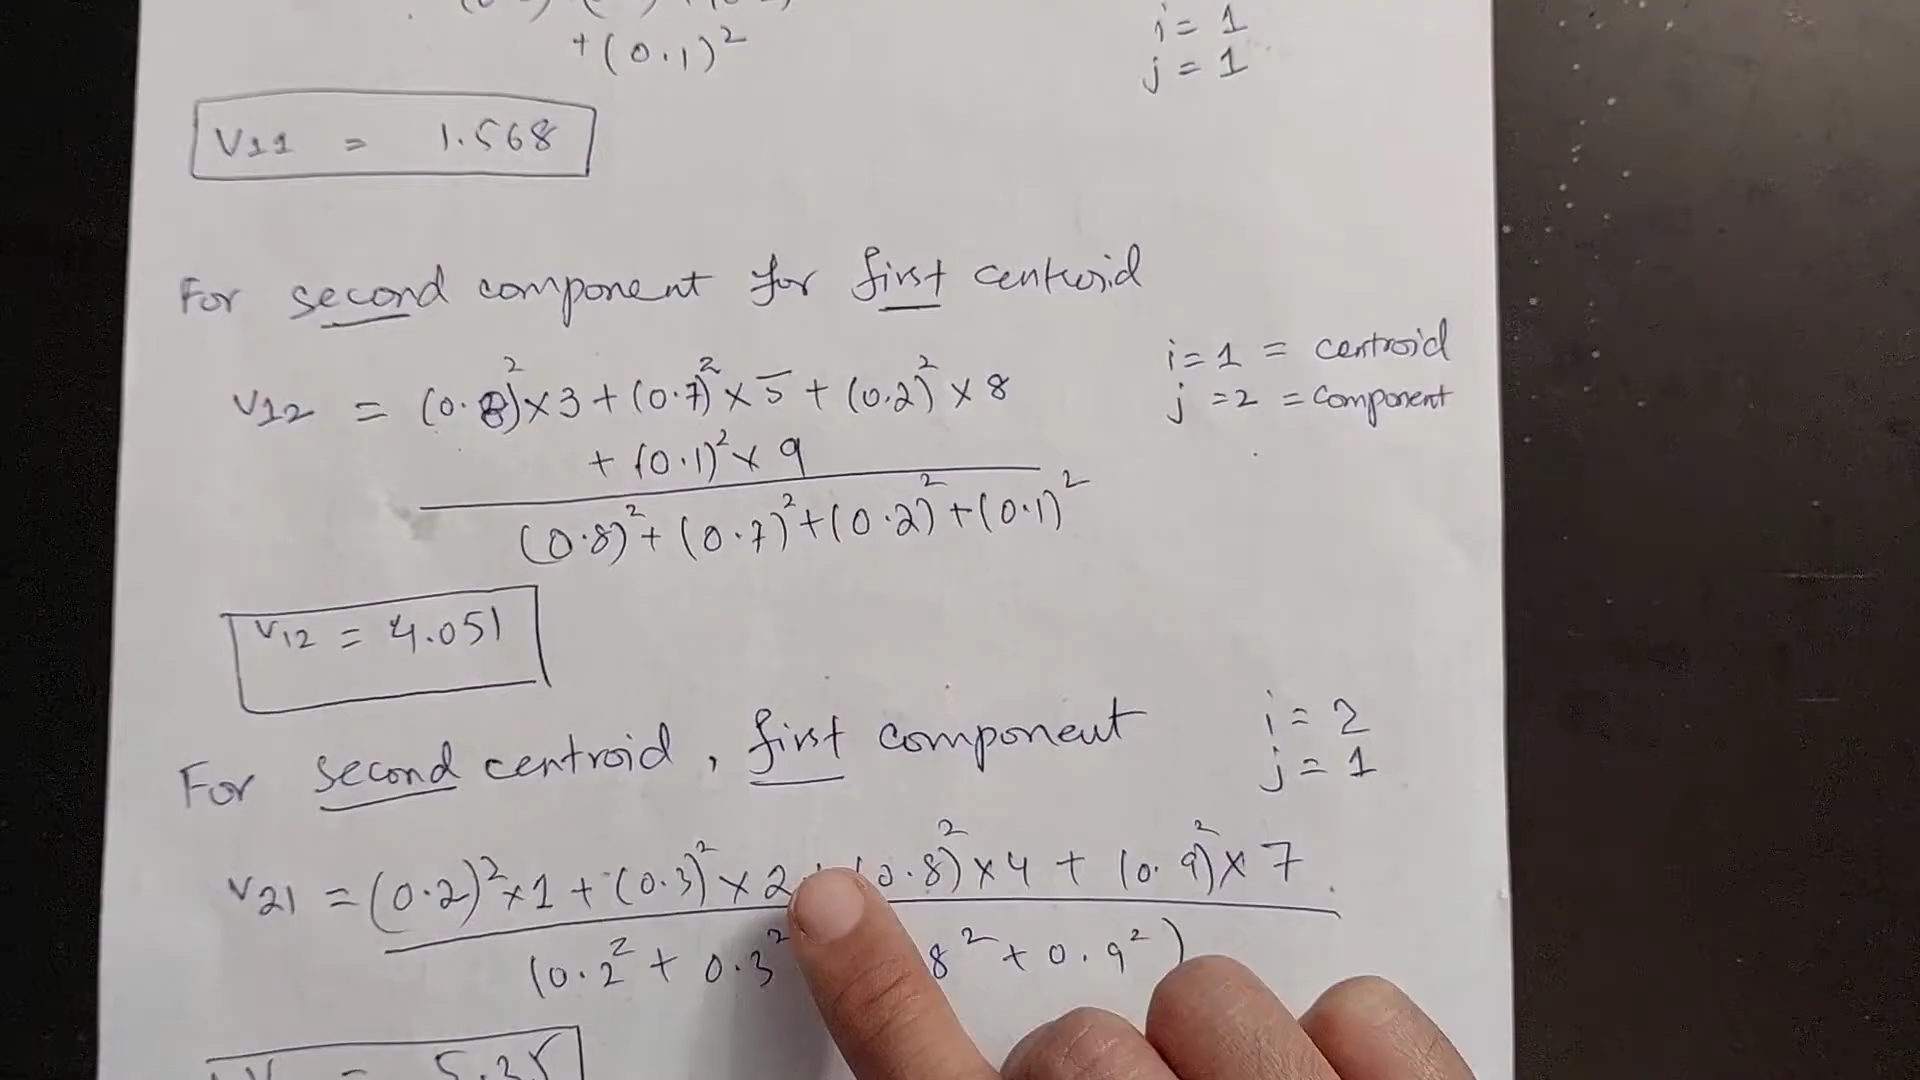 +(0.1)²
i = 1
j = 1
V11 = 1.568
For second component for first centroid
i=1 = centroid
j =2 = component
V12 = (0.8)²×3+(0.7)²×5+(0.2)²×8
+(0.1)²×9
(0.8)²+(0.7)²+(0.2)²+(0.1)²
V12 = 4.051
For second centroid, first component
i = 2
j = 1
V21 =(0.2)²×1+(0.3)²×2 0.8)²×4+(0.9)²×7
(0.2²+0.3² 8²+0.9²)
= 5.35